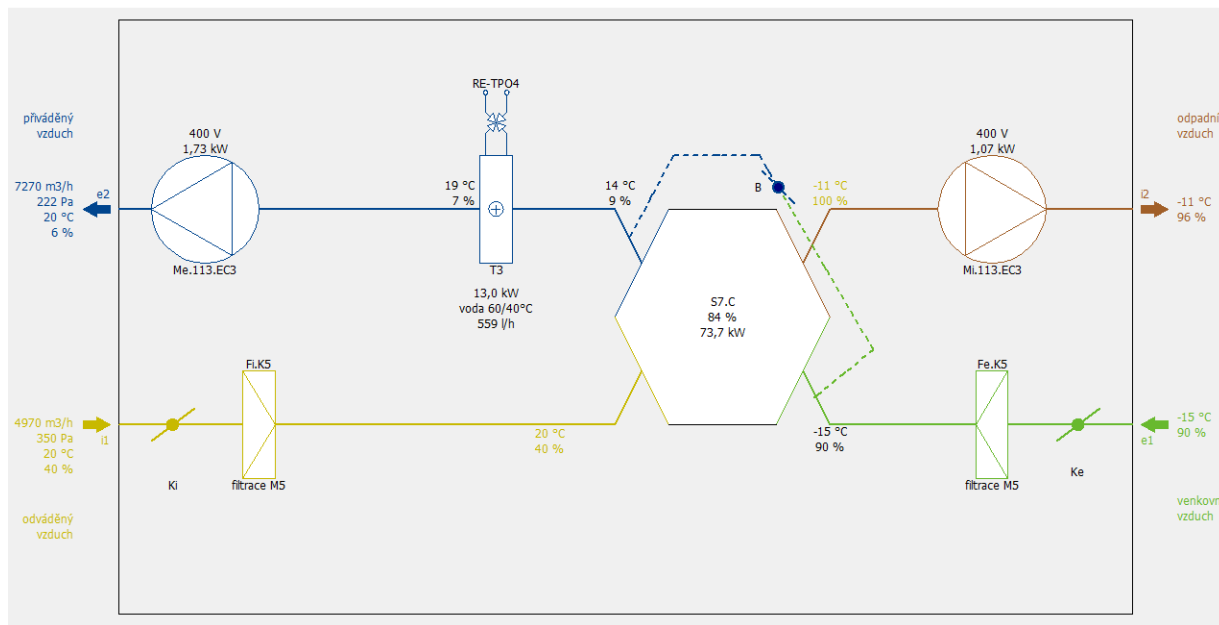 RE-TPO4
přiváděný
vzduch
400 V
1,73 kW
400 V
1,07 kW
odpadní
vzduch
7270 m3/h
222 Pa
20 °C
6 %
e2
19 °C
7 %
14 °C
9 %
B
-11 °C
100 %
i2
-11 °C
96 %
Me.113.EC3
T3
Mi.113.EC3
13,0 kW
voda 60/40°C
559 l/h
S7.C
84 %
73,7 kW
Fi.K5
Fe.K5
4970 m3/h
350 Pa
20 °C
40 %
i1
20 °C
40 %
-15 °C
90 %
-15 °C
90 %
e1
Ki
filtrace M5
filtrace M5
Ke
odváděný
vzduch
venkovn
vzduch